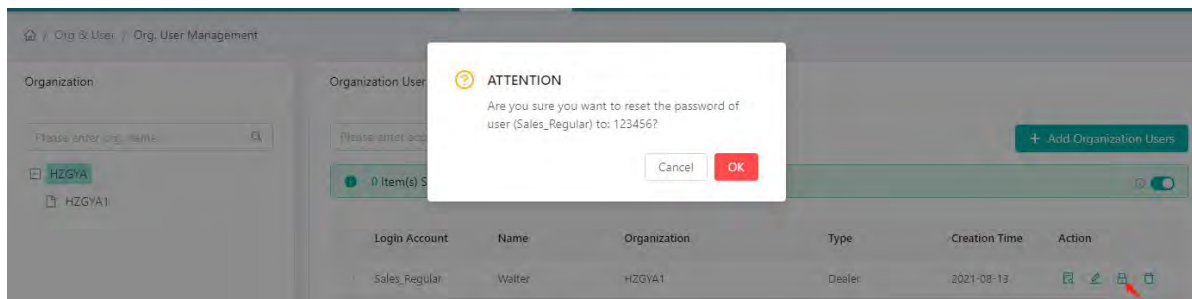 / Org & User / Org. User Management
Organization
Organization User
ATTENTION
Are you sure you want to reset the password of
user (Sales_Regular) to: 123456?
Cancel OK
Please enter org. name
Please enter
+ Add Organization Users
HZGYA
HZGYA1
0 Item(s) S
Login Account Name Organization Type Creation Time Action
Sales_Regular Walter HZGYA1 Dealer 2021-08-13